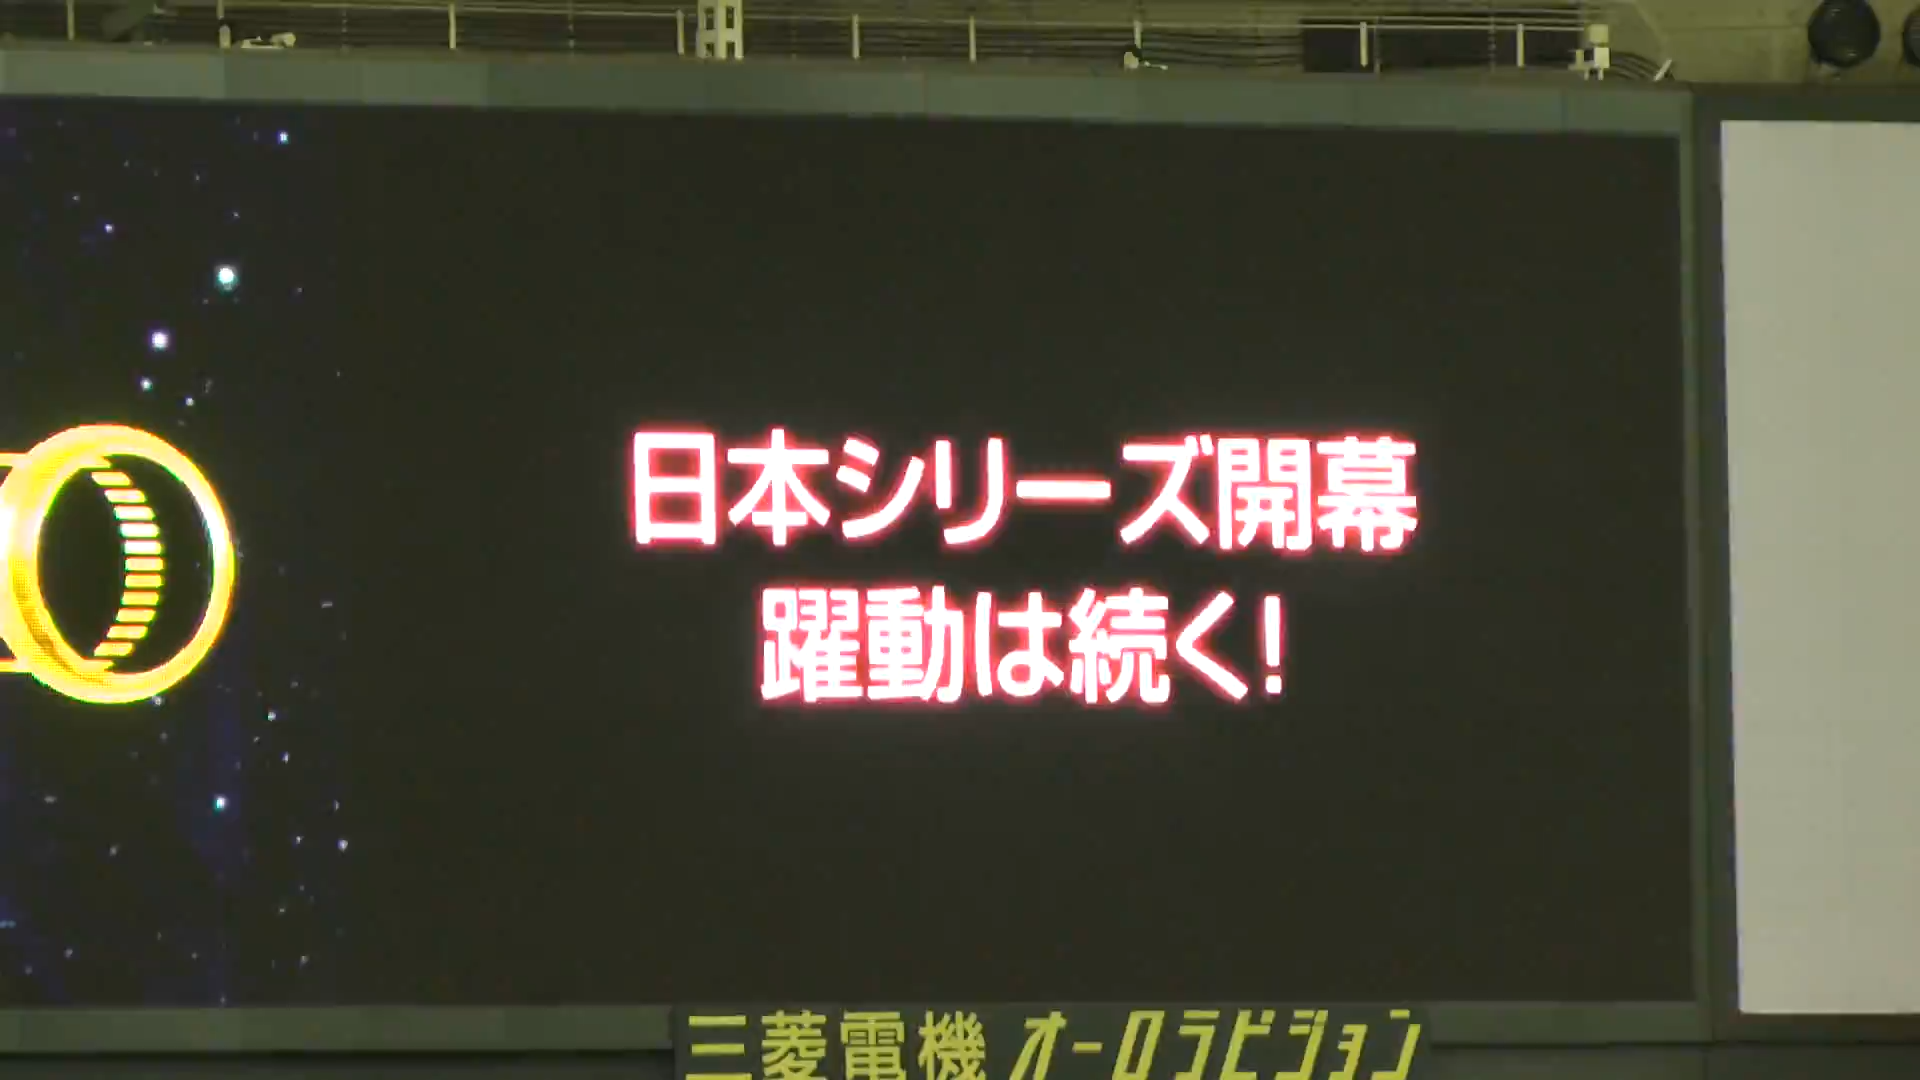 日本シリーズ開幕
躍動は続く!
三菱電機 オーロラビジョン